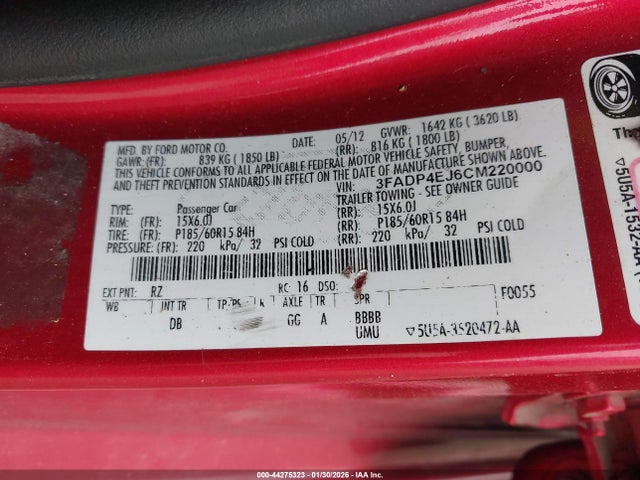 MFD. BY FORD MOTOR CO.
DATE: 05/12 GVWR: 1642 KG ( 3620 LB)
GAWR: (FR): 839 KG ( 1850 LB) (RR): 816 KG ( 1800 LB)
THIS VEHICLE CONFORMS TO ALL APPLICABLE FEDERAL MOTOR VEHICLE SAFETY, BUMPER,
AND THEFT PREVENTION STANDARDS IN EFFECT ON THE DATE OF MANUFACTURE SHOWN ABOVE.
VIN: 3FADP4EJ6CM220000
TYPE: Passenger Car TRAILER TOWING - SEE OWNER GUIDE
RIM: (FR): 15X6.0J (RR): 15X6.0J
TIRE: (FR): P185/60R15 84H (RR): P185/60R15 84H
PRESSURE: (FR): 220 kPa/ 32 PSI COLD (RR): 220 kPa/ 32 PSI COLD
EXT PNT: RZ RC: 16 DSO:
WB INT TR AXLE TR SPR F0055
DB GG A BBBB
UMU ▽5U5A-3520472-AA
The
▽5U5A-
00-44275323 - 01/30/2026 - IAA Inc.